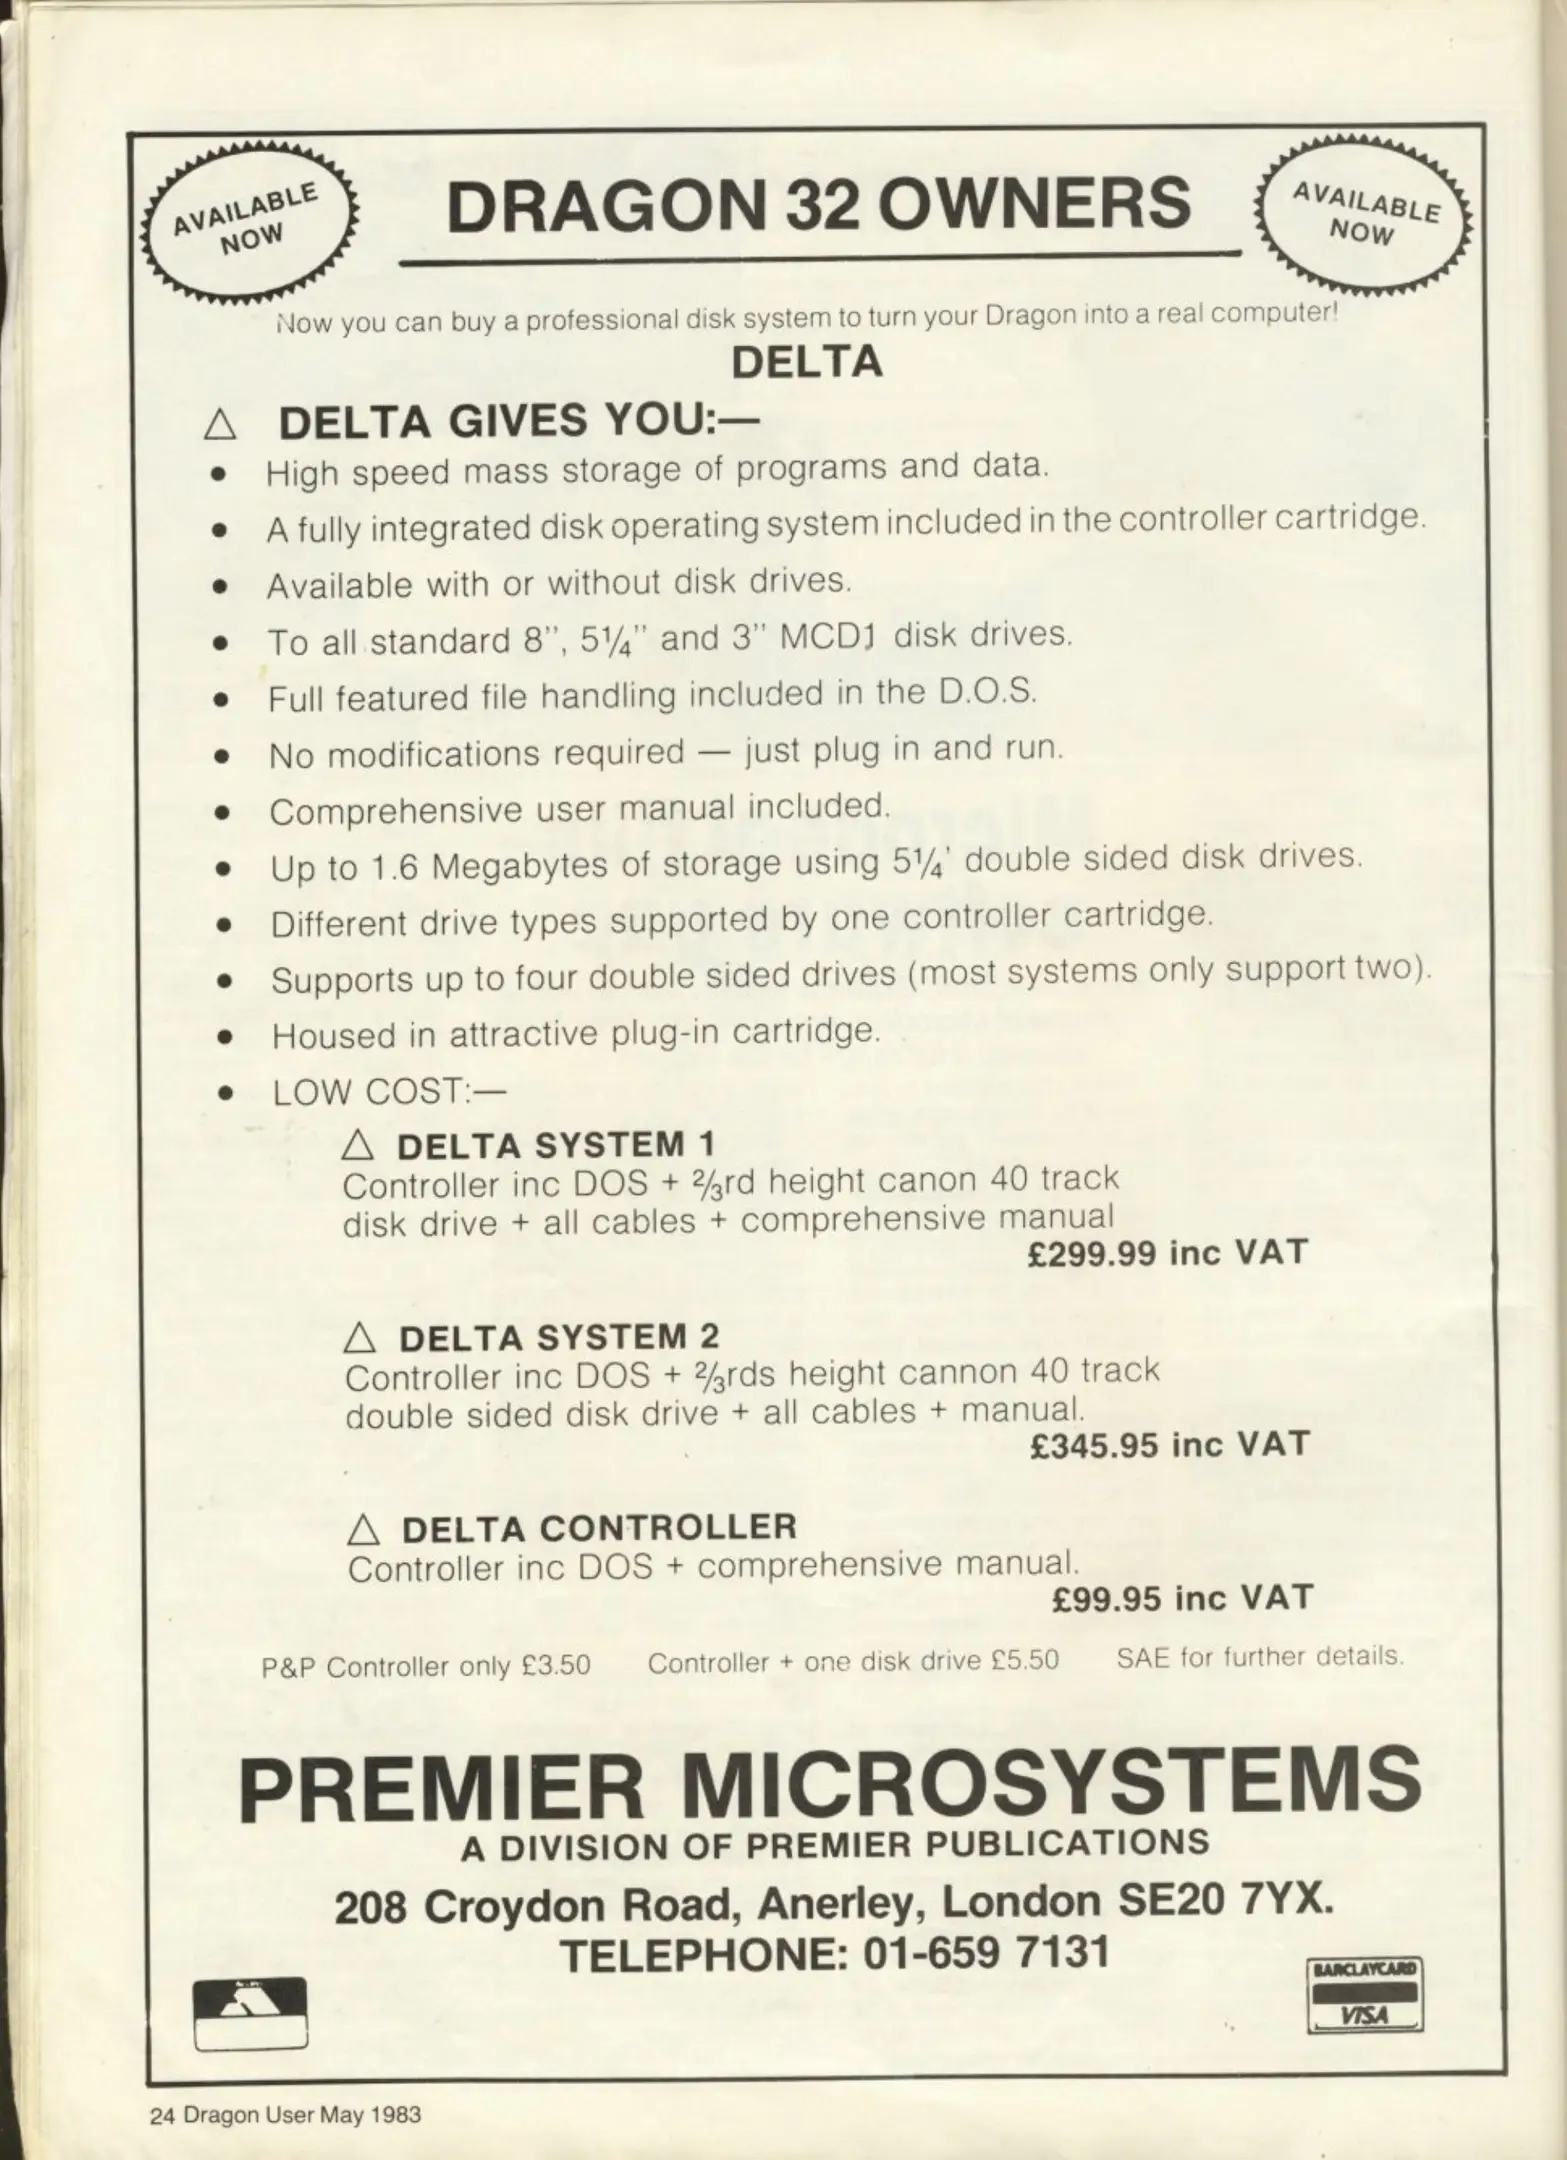 AVAILABLE
NOW
DRAGON 32 OWNERS
AVAILABLE
NOW
Now you can buy a professional disk system to turn your Dragon into a real computer!
DELTA
△ DELTA GIVES YOU:—
• High speed mass storage of programs and data.
• A fully integrated disk operating system included in the controller cartridge.
• Available with or without disk drives.
• To all standard 8”, 5¼” and 3” MCD1 disk drives.
• Full featured file handling included in the D.O.S.
• No modifications required — just plug in and run.
• Comprehensive user manual included.
• Up to 1.6 Megabytes of storage using 5¼' double sided disk drives.
• Different drive types supported by one controller cartridge.
• Supports up to four double sided drives (most systems only support two).
• Housed in attractive plug-in cartridge.
• LOW COST:—
△ DELTA SYSTEM 1
Controller inc DOS + ⅔rd height canon 40 track
disk drive + all cables + comprehensive manual
£299.99 inc VAT
△ DELTA SYSTEM 2
Controller inc DOS + ⅔rds height cannon 40 track
double sided disk drive + all cables + manual.
£345.95 inc VAT
△ DELTA CONTROLLER
Controller inc DOS + comprehensive manual.
£99.95 inc VAT
P&P Controller only £3.50 Controller + one disk drive £5.50 SAE for further details.
PREMIER MICROSYSTEMS
A DIVISION OF PREMIER PUBLICATIONS
208 Croydon Road, Anerley, London SE20 7YX.
TELEPHONE: 01-659 7131
BARCLAYCARD
VISA
24 Dragon User May 1983